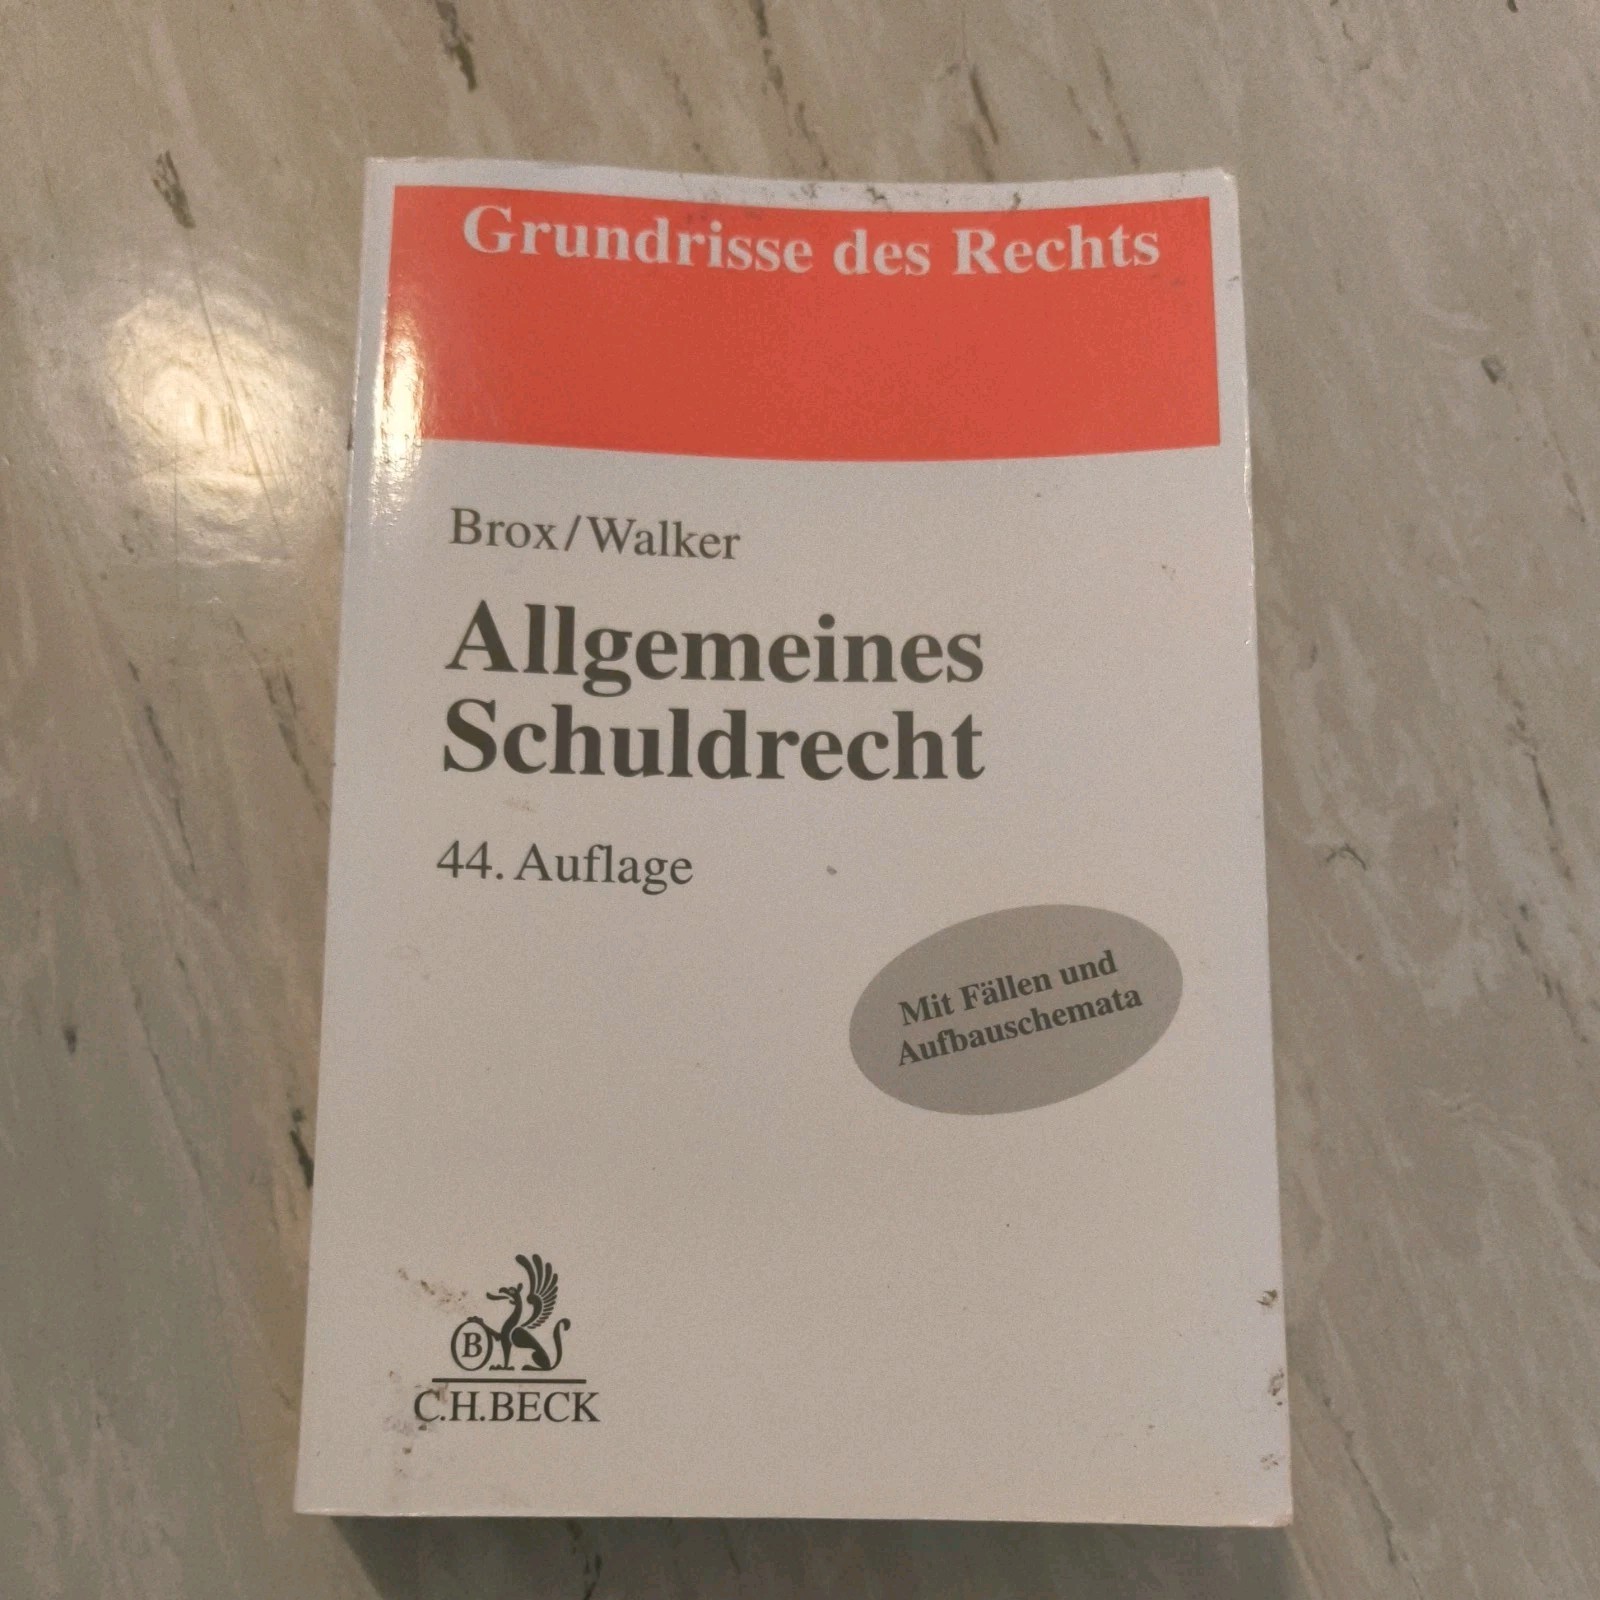 Grundrisse des Rechts
Brox/Walker
Allgemeines
Schuldrecht
44. Auflage
Mit Fällen und
Aufbauschemata
B
C.H.BECK